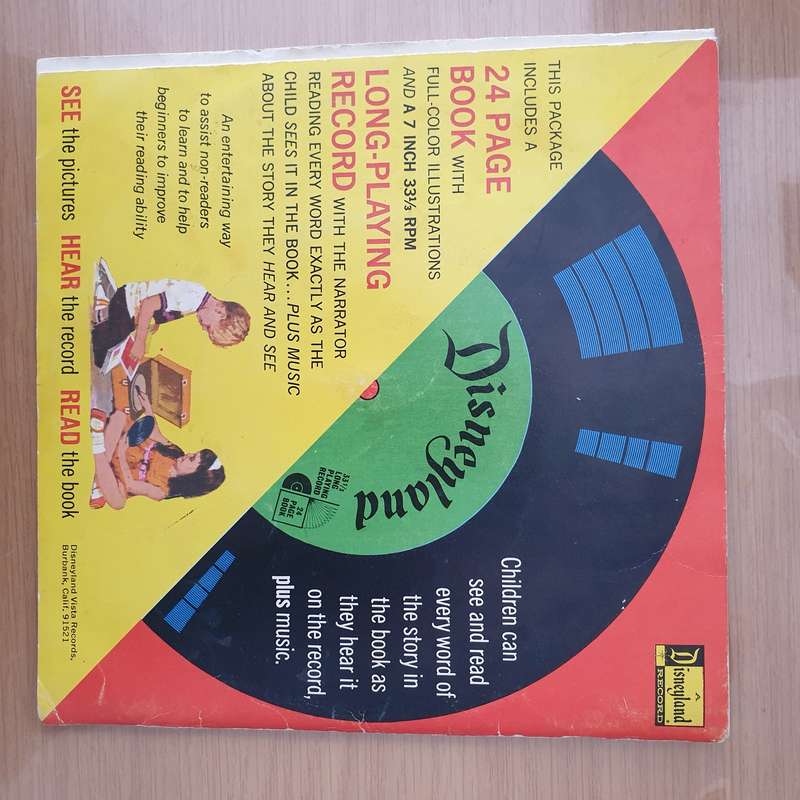 THIS PACKAGE
INCLUDES A
24 PAGE
BOOK WITH
FULL-COLOR ILLUSTRATIONS
AND A 7 INCH 33⅓ RPM
LONG-PLAYING
RECORD WITH THE NARRATOR
READING EVERY WORD EXACTLY AS THE
CHILD SEES IT IN THE BOOK...PLUS MUSIC
ABOUT THE STORY THEY HEAR AND SEE
An entertaining way
to assist non-readers
to learn and to help
beginners to improve
their reading ability
SEE the pictures HEAR the record READ the book
Disneyland
33⅓
LONG
PLAYING
RECORD
24
PAGE
BOOK
A
Disneyland
RECORD
Children can
see and read
every word of
the story in
the book as
they hear it
on the record,
plus music.
Disneyland Vista Records,
Burbank, Calif. 91521